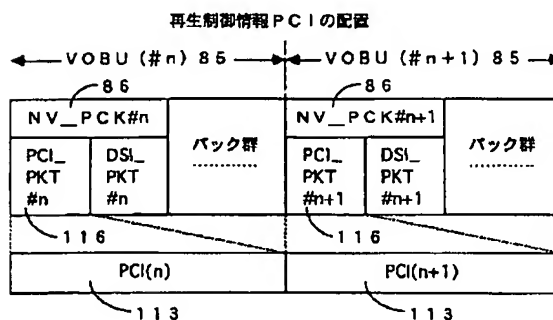 再生制御情報PCIの配置
VOBU(#n)85 VOBU(#n+1)85
86 86
NV_PCK#n パック群 ............ NV_PCK#n+1 パック群 ............
PCI_ DSI_ PCI_ DSI_
PKT PKT PKT PKT
#n #n #n+1 #n+1
116 116
PCI(n) PCI(n+1)
113 113